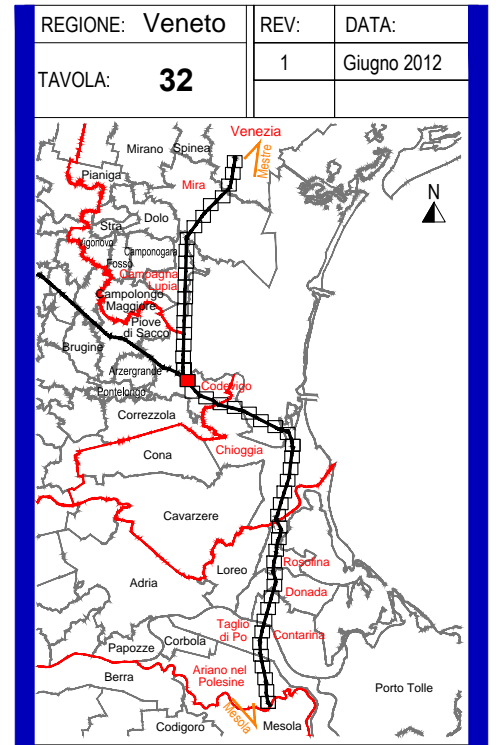 REGIONE: Veneto
REV:
DATA:
TAVOLA: 32
1
Giugno 2012
Venezia
Mestre
Mirano
Spinea
Pianiga
Mira
N
Dolo
Stra
Vigonovo
Fosso
Camponogara
Campagna
Lupia
Campolongo
Maggiore
Piove
di Sacco
Brugine
Arzergrande
Codevigo
Pontelongo
Correzzola
Chioggia
Cona
Cavarzere
Loreo
Rosolina
Adria
Donada
Taglio
di Po
Contarina
Corbola
Papozze
Ariano nel
Polesine
Berra
Porto Tolle
Mesola
Mesola
Codigoro